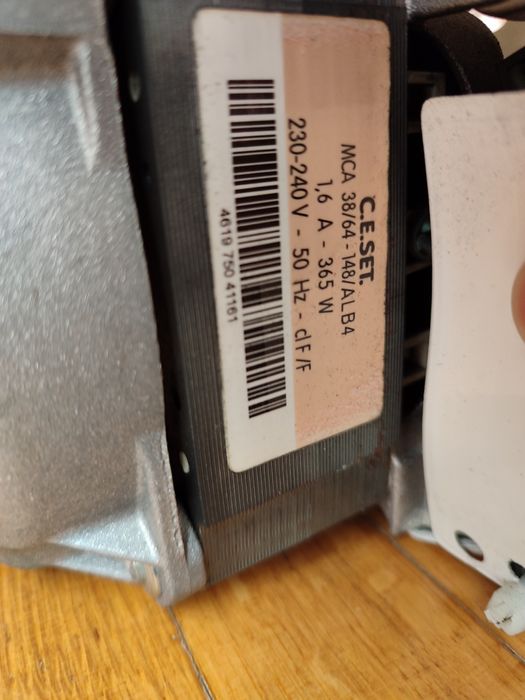 C.E.SET.
MCA 38/64-148/ALB4
1,6 A - 365 W
230-240 V - 50 Hz - cl F/F
4619 750 41161